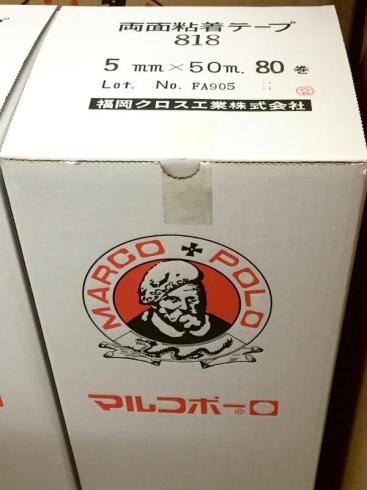 両面粘着テープ
818
5 mm×50m. 80 巻
Lot. No. FA905
福岡クロス工業株式会社
MARCO POLO
マルコポーロ®